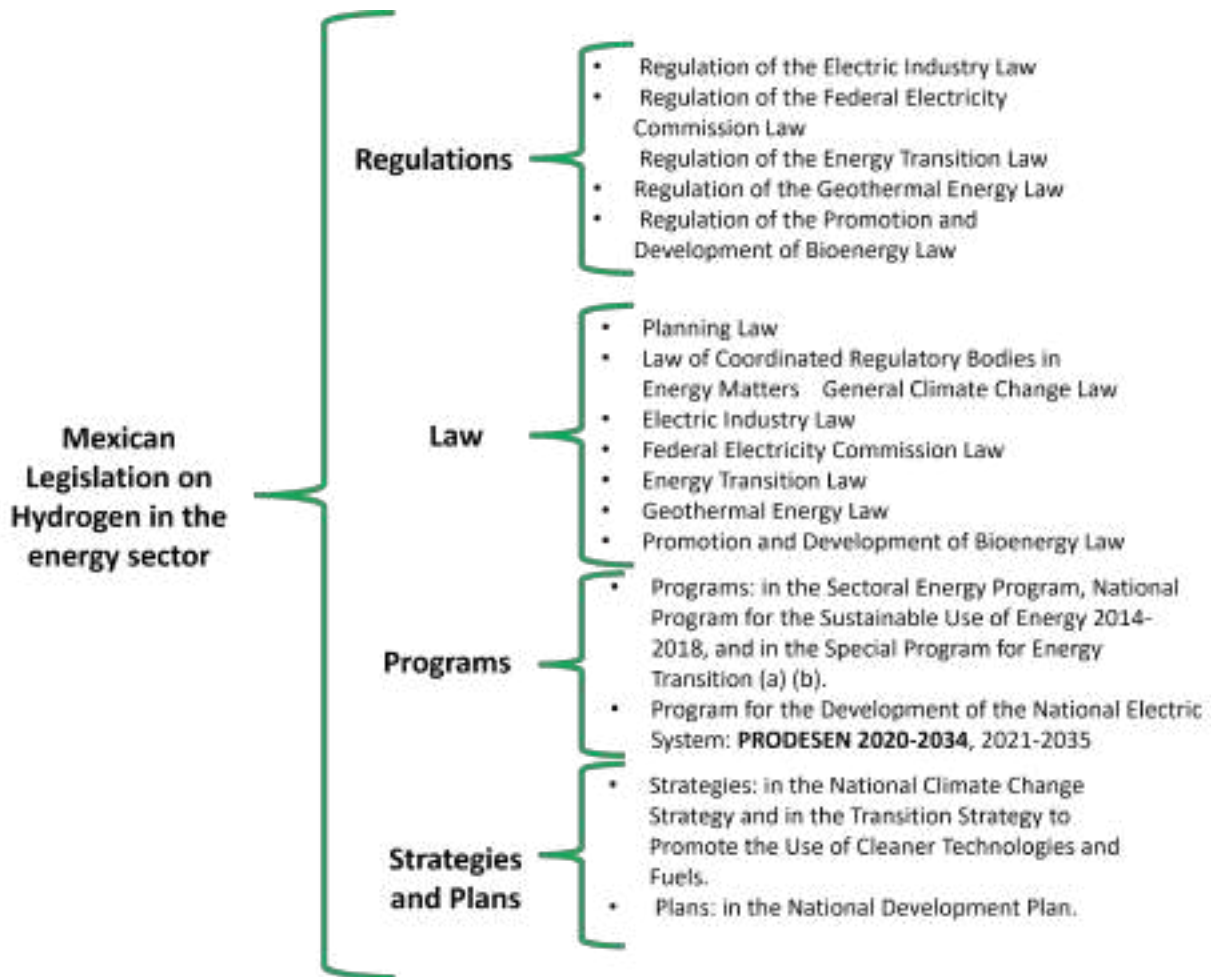 Mexican
Legislation on
Hydrogen in the
energy sector
Regulations
• Regulation of the Electric Industry Law
• Regulation of the Federal Electricity
Commission Law
Regulation of the Energy Transition Law
• Regulation of the Geothermal Energy Law
• Regulation of the Promotion and
Development of Bioenergy Law
Law
• Planning Law
• Law of Coordinated Regulatory Bodies in
Energy Matters General Climate Change Law
• Electric Industry Law
• Federal Electricity Commission Law
• Energy Transition Law
• Geothermal Energy Law
• Promotion and Development of Bioenergy Law
Programs
• Programs: in the Sectoral Energy Program, National
Program for the Sustainable Use of Energy 2014-
2018, and in the Special Program for Energy
Transition (a) (b).
• Program for the Development of the National Electric
System: PRODESEN 2020-2034, 2021-2035
Strategies
and Plans
• Strategies: in the National Climate Change
Strategy and in the Transition Strategy to
Promote the Use of Cleaner Technologies and
Fuels.
• Plans: in the National Development Plan.